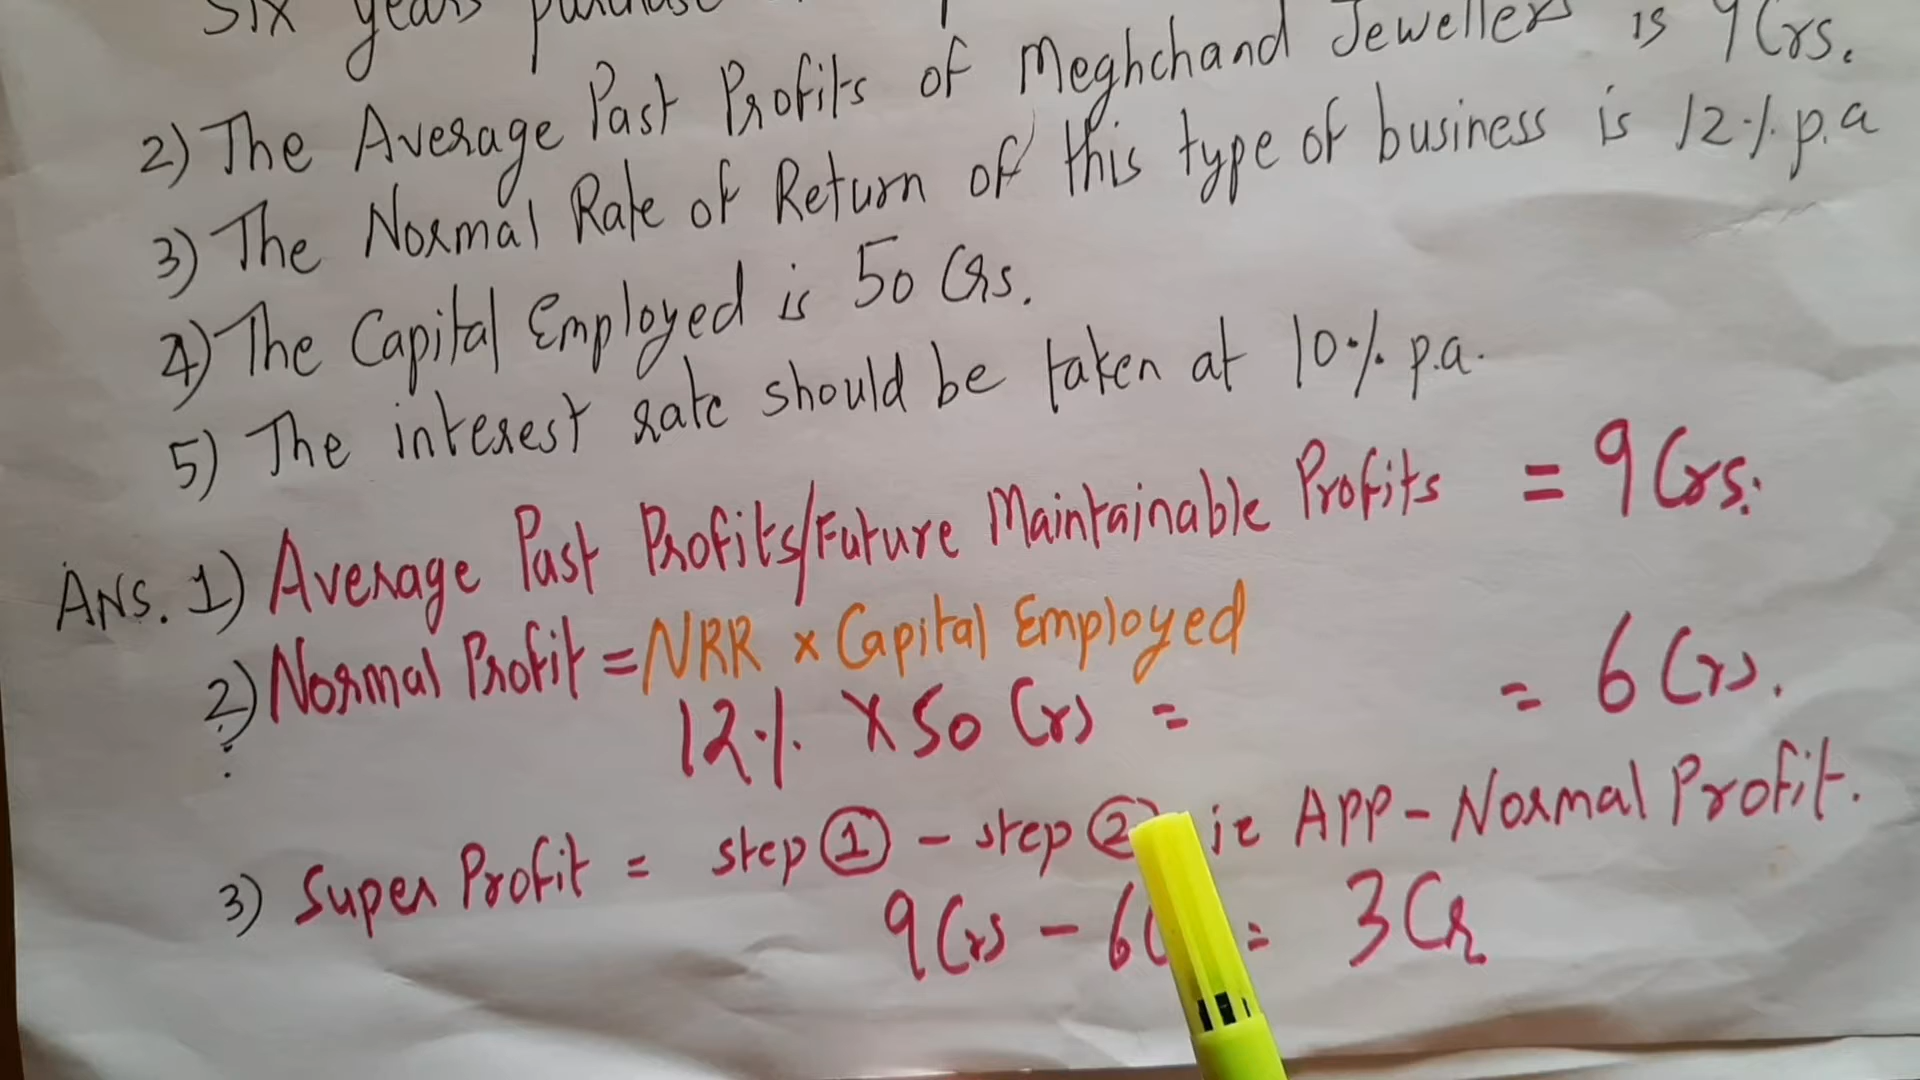 Six years purchase
2) The Average Past Profits of Meghchand Jewellers is 9 Crs.
3) The Normal Rate of Return of this type of business is 12% p.a
4) The Capital Employed is 50 Crs.
5) The interest rate should be taken at 10% p.a.
ANS. 1) Average Past Profits/Future Maintainable Profits = 9 Crs.
2) Normal Profit = NRR x Capital Employed
12% X 50 Crs = = 6 Crs.
3) Super Profit = step ① - step ② ie APP - Normal Profit.
9 Crs - 6 = 3 Cr